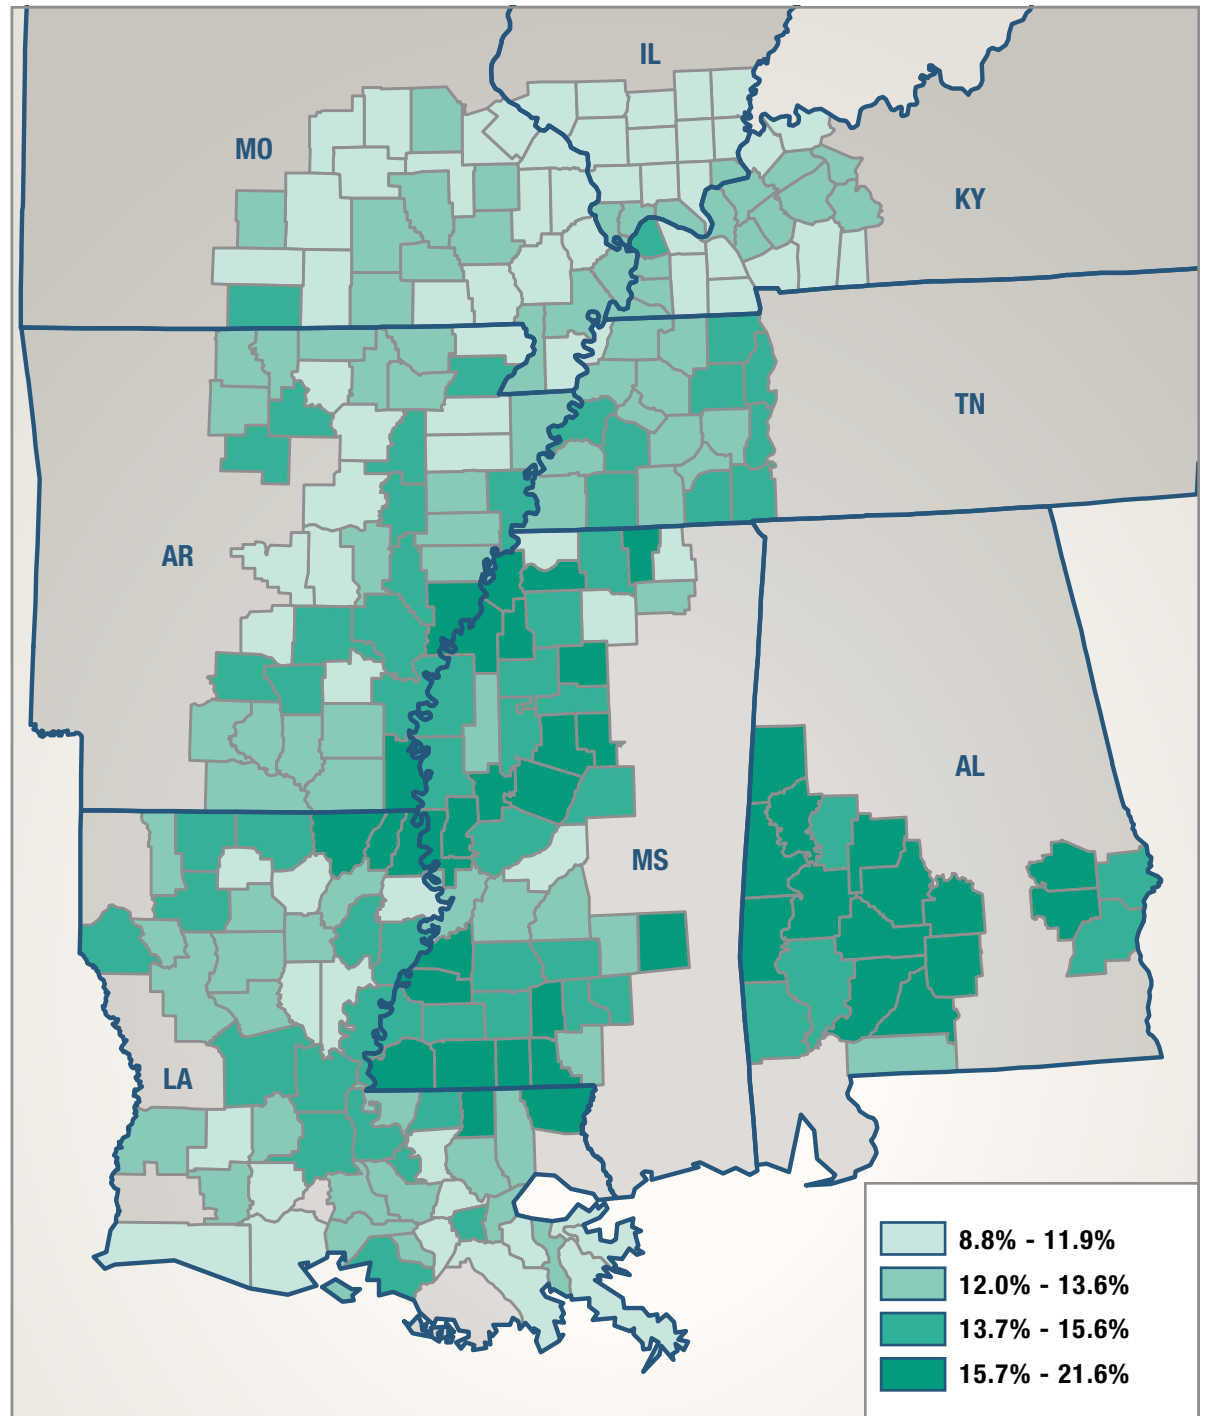 IL
MO
KY
TN
AR
AL
MS
LA
8.8% - 11.9%
12.0% - 13.6%
13.7% - 15.6%
15.7% - 21.6%